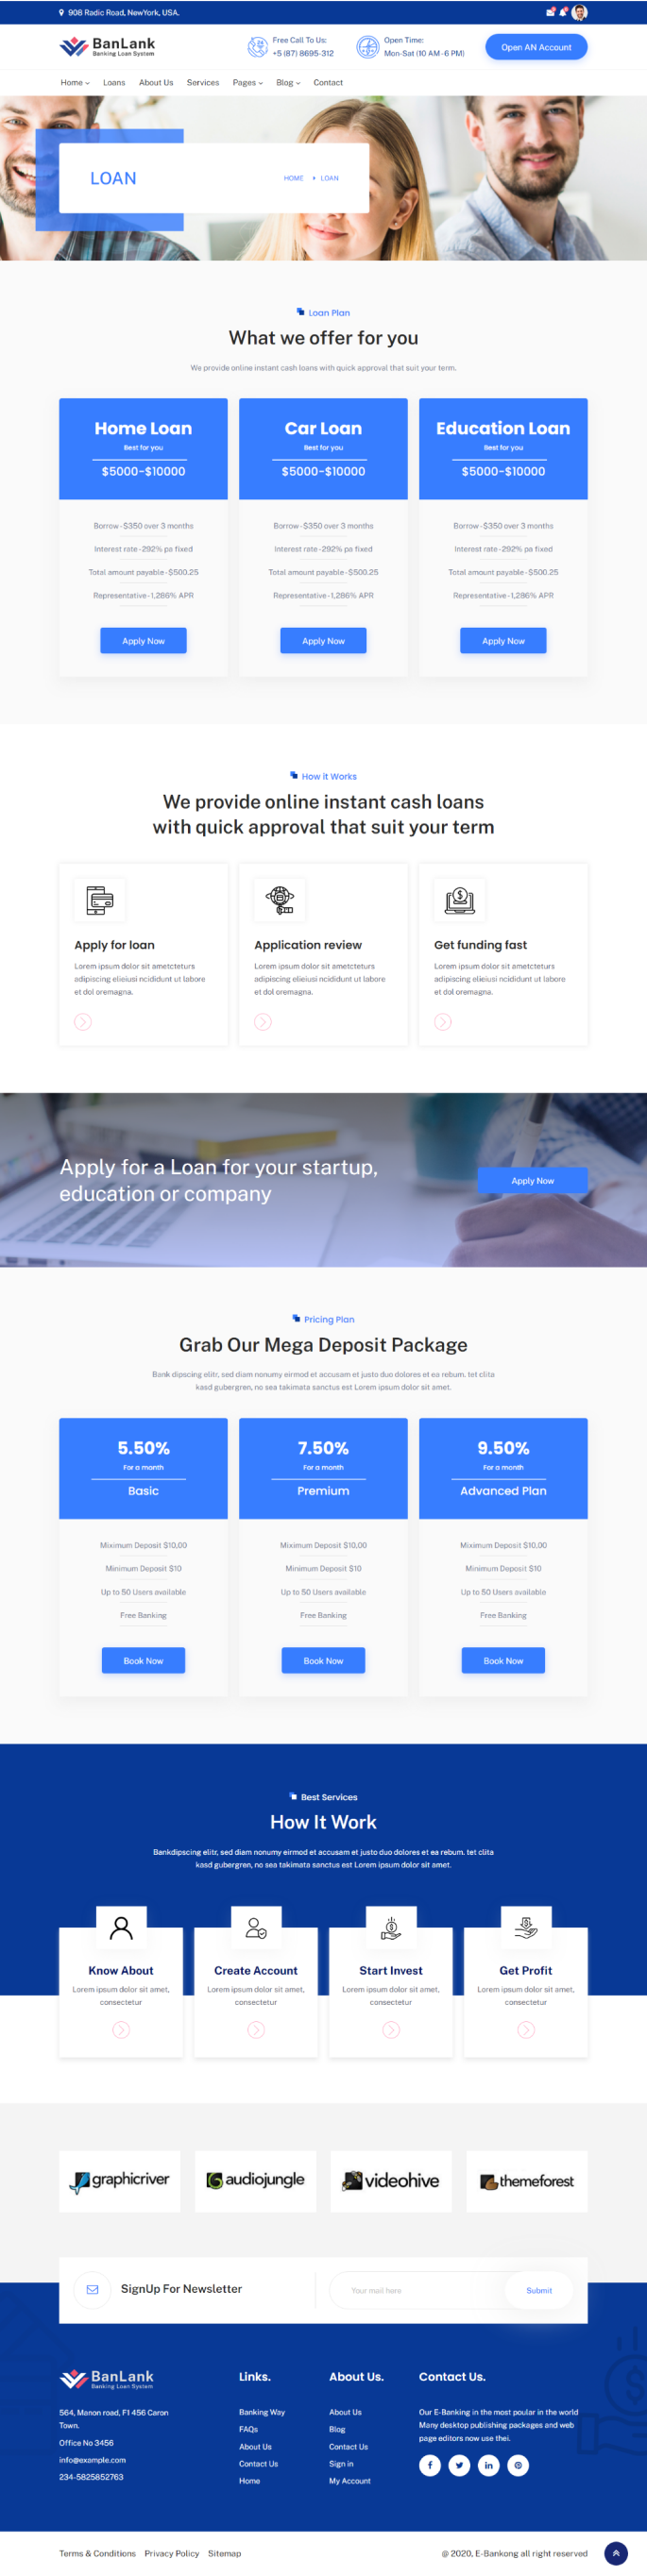 908 Radic Road, NewYork, USA.
BanLank
Banking Loan System
Free Call To Us:
+5 (87) 8695-312
Open Time:
Mon-Sat (10 AM-6 PM)
Open AN Account
Home
Loans
About Us
Services
Pages
Blog
Contact
LOAN
HOME LOAN
Loan Plan
What we offer for you
We provide online instant cash loans with quick approval that suit your term.
Home Loan
Best for you
$5000-$10000
Borrow - $350 over 3 months
Interest rate - 292% pa fixed
Total amount payable - $500.25
Representative - 1,286% APR
Apply Now
Car Loan
Best for you
$5000-$10000
Borrow - $350 over 3 months
Interest rate - 292% pa fixed
Total amount payable - $500.25
Representative - 1,286% APR
Apply Now
Education Loan
Best for you
$5000-$10000
Borrow - $350 over 3 months
Interest rate - 292% pa fixed
Total amount payable - $500.25
Representative - 1,286% APR
Apply Now
How it Works
We provide online instant cash loans
with quick approval that suit your term
Apply for loan
Lorem ipsum dolor sit ametcteturs
adipiscing elieiusi ncididunt ut labore
et dol oremagna.
Application review
Lorem ipsum dolor sit ametcteturs
adipiscing elieiusi ncididunt ut labore
et dol oremagna.
Get funding fast
Lorem ipsum dolor sit ametcteturs
adipiscing elieiusi ncididunt ut labore
et dol oremagna.
Apply for a Loan for your startup,
education or company
Apply Now
Pricing Plan
Grab Our Mega Deposit Package
Bank dipscing elitr, sed diam nonumy eirmod et accusam et justo duo dolores et ea rebum. tet clita
kasd gubergren, no sea takimata sanctus est Lorem ipsum dolor sit amet.
5.50%
For a month
Basic
Miximum Deposit $10,00
Minimum Deposit $10
Up to 50 Users available
Free Banking
Book Now
7.50%
For a month
Premium
Miximum Deposit $10,00
Minimum Deposit $10
Up to 50 Users available
Free Banking
Book Now
9.50%
For a month
Advanced Plan
Miximum Deposit $10,00
Minimum Deposit $10
Up to 50 Users available
Free Banking
Book Now
Best Services
How It Work
Bankdipscing elitr, sed diam nonumy eirmod et accusam et justo duo dolores et ea rebum. tet clita
kasd gubergren, no sea takimata sanctus est Lorem ipsum dolor sit amet.
Know About
Lorem ipsum dolor sit amet,
consectetur
Create Account
Lorem ipsum dolor sit amet,
consectetur
Start Invest
Lorem ipsum dolor sit amet,
consectetur
Get Profit
Lorem ipsum dolor sit amet,
consectetur
graphicriver
audiojungle
videohive
themeforest
SignUp For Newsletter
Your mail here
Submit
BanLank
Banking Loan System
564, Manon road, F1 456 Caron
Town.
Office No 3456
info@example.com
234-5825852763
Links.
Banking Way
FAQs
About Us
Contact Us
Home
About Us.
About Us
Blog
Contact Us
Sign in
My Account
Contact Us.
Our E-Banking in the most poular in the world
Many desktop publishing packages and web
page editors now use thei.
Terms & Conditions
Privacy Policy
Sitemap
@ 2020, E-Bankong all right reserved